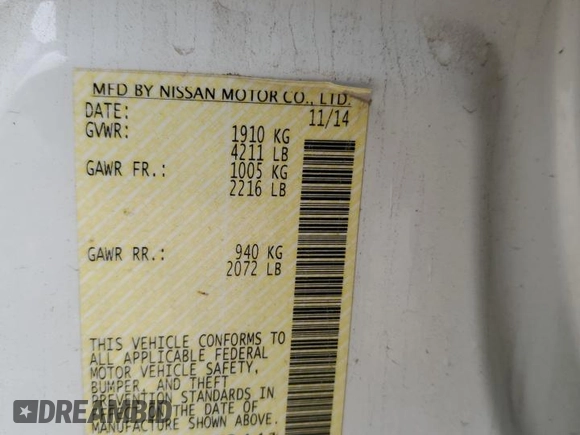 MFD BY NISSAN MOTOR CO., LTD.
DATE: 11/14
GVWR: 1910 KG
4211 LB
GAWR FR.: 1005 KG
2216 LB
GAWR RR.: 940 KG
2072 LB
THIS VEHICLE CONFORMS TO
ALL APPLICABLE FEDERAL
MOTOR VEHICLE SAFETY,
BUMPER, AND THEFT
PREVENTION STANDARDS IN
THE DATE OF
MANUFACTURE SHOWN ABOVE.
DREAMBID